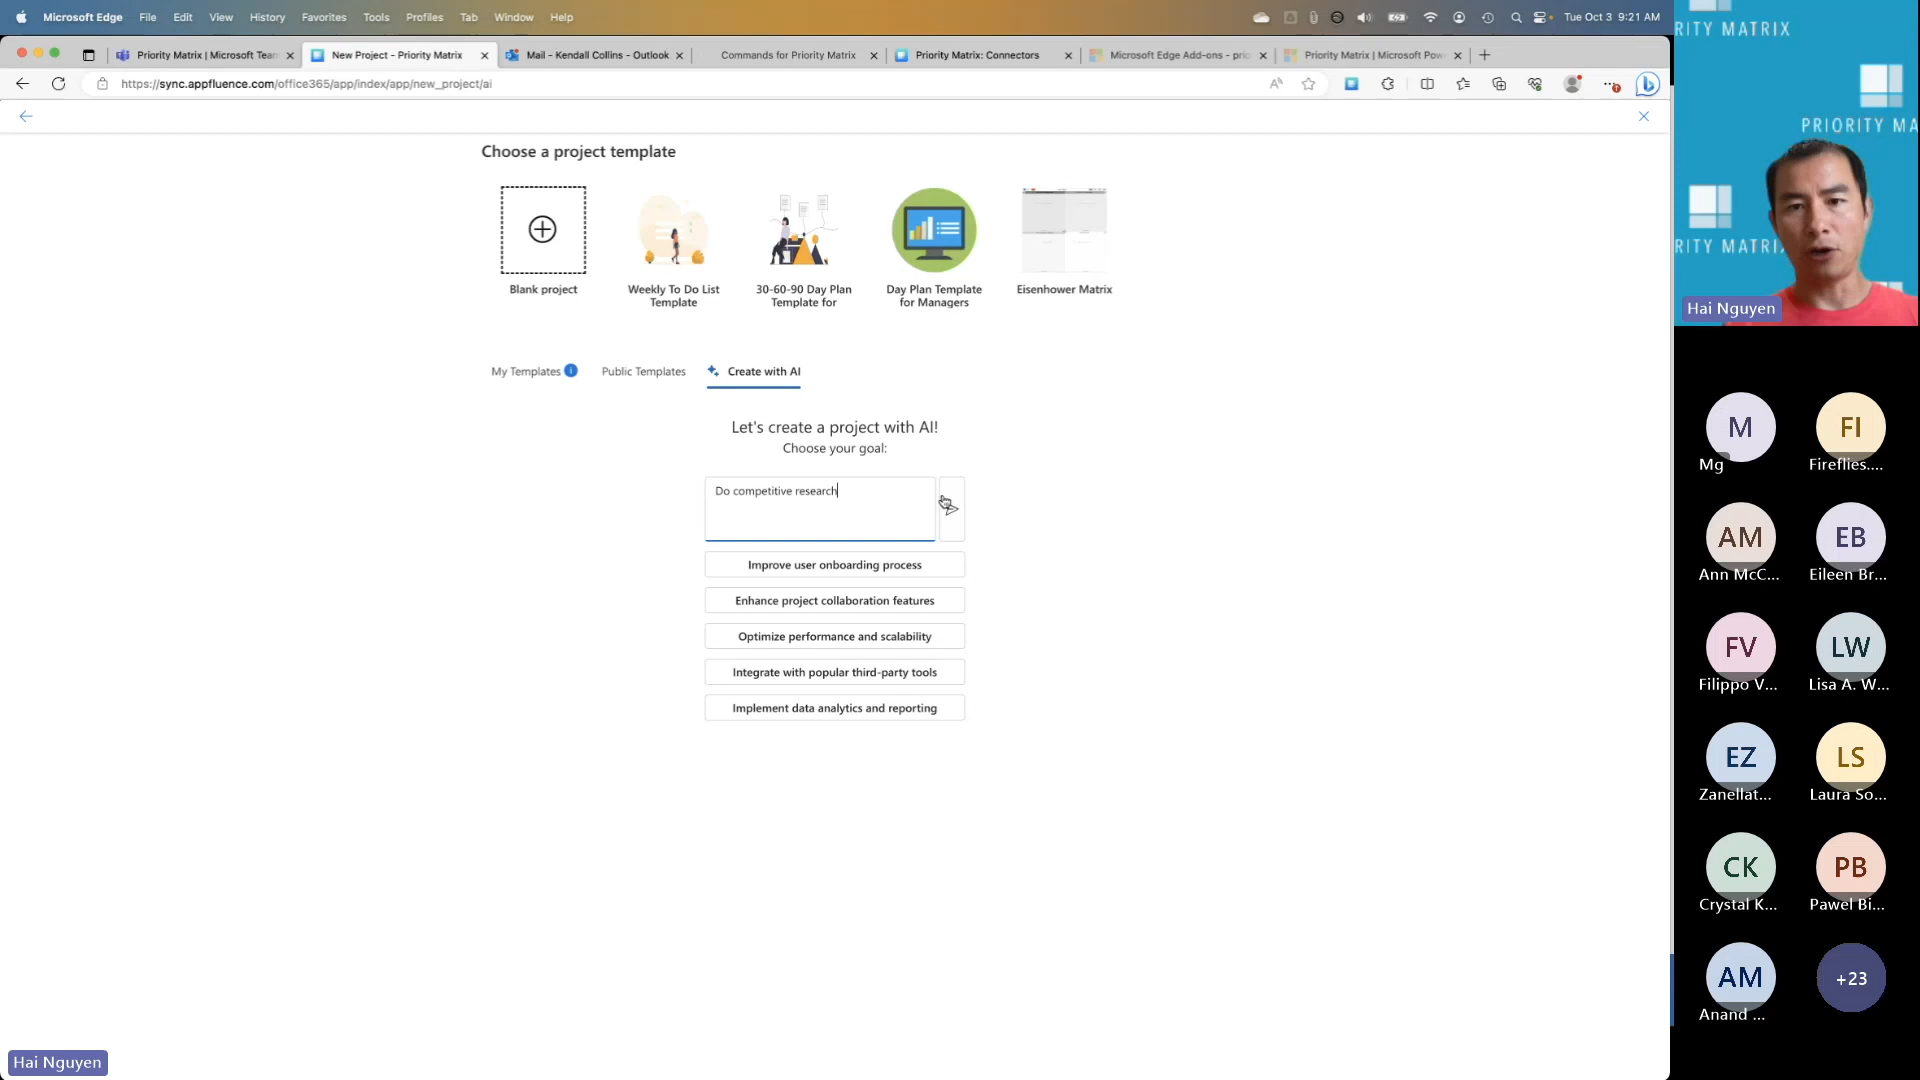 Microsoft Edge File Edit View History Favorites Tools Profiles Tab Window Help
Tue Oct 3 9:21 AM
Priority Matrix | Microsoft Team
New Project - Priority Matrix
Mail - Kendall Collins - Outlook
Commands for Priority Matrix
Priority Matrix: Connectors
Microsoft Edge Add-ons - prio
Priority Matrix | Microsoft Pow
https://sync.appfluence.com/office365/app/index/app/new_project/ai
Choose a project template
Blank project
Weekly To Do List
Template
30-60-90 Day Plan
Template for
Day Plan Template
for Managers
Eisenhower Matrix
My Templates
Public Templates
Create with AI
Let's create a project with AI!
Choose your goal:
Do competitive research
Improve user onboarding process
Enhance project collaboration features
Optimize performance and scalability
Integrate with popular third-party tools
Implement data analytics and reporting
Hai Nguyen
RITY MATRIX
PRIORITY MA
RITY MATRIX
Hai Nguyen
M
Mg
FI
Fireflies....
AM
Ann McC...
EB
Eileen Br...
FV
Filippo V...
LW
Lisa A. W...
EZ
Zanellat...
LS
Laura So...
CK
Crystal K...
PB
Pawel Bi...
AM
Anand ...
+23